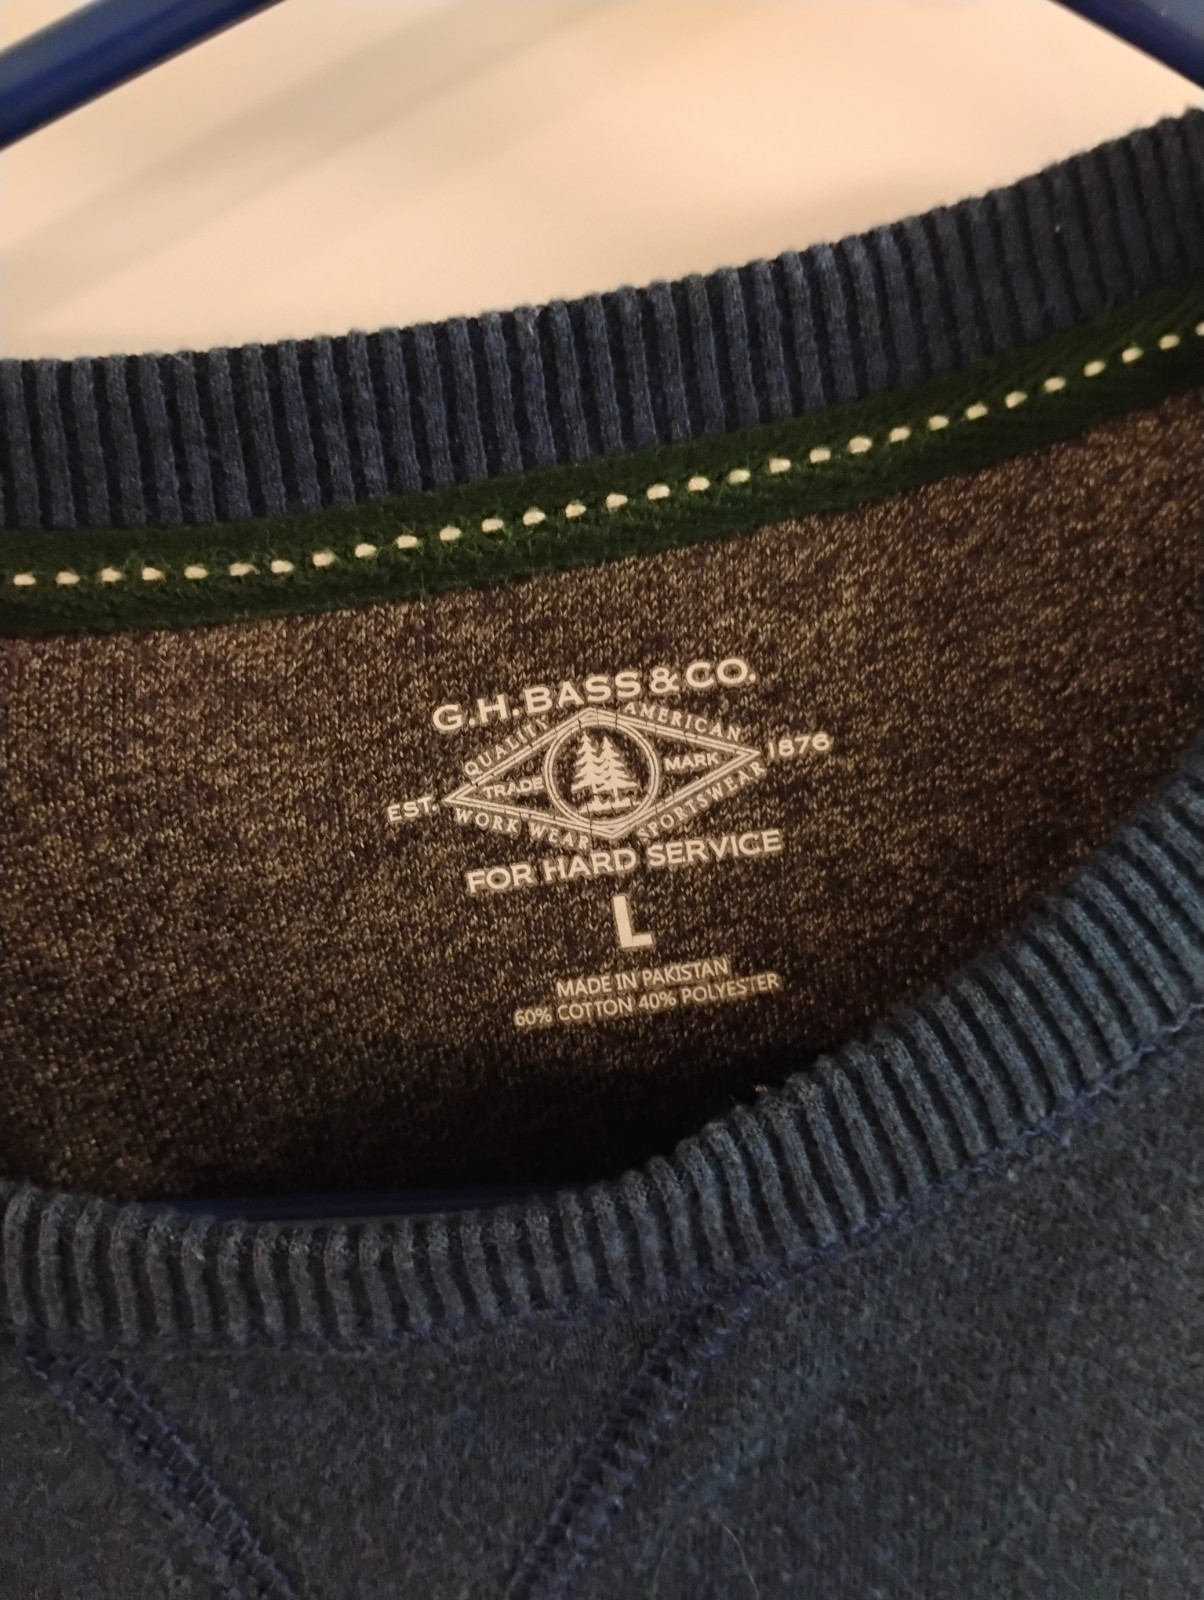 G.H.BASS & CO.
QUALITY AMERICAN
EST. TRADE MARK 1876
WORK WEAR SPORTSWEAR
FOR HARD SERVICE
L
MADE IN PAKISTAN
60% COTTON 40% POLYESTER